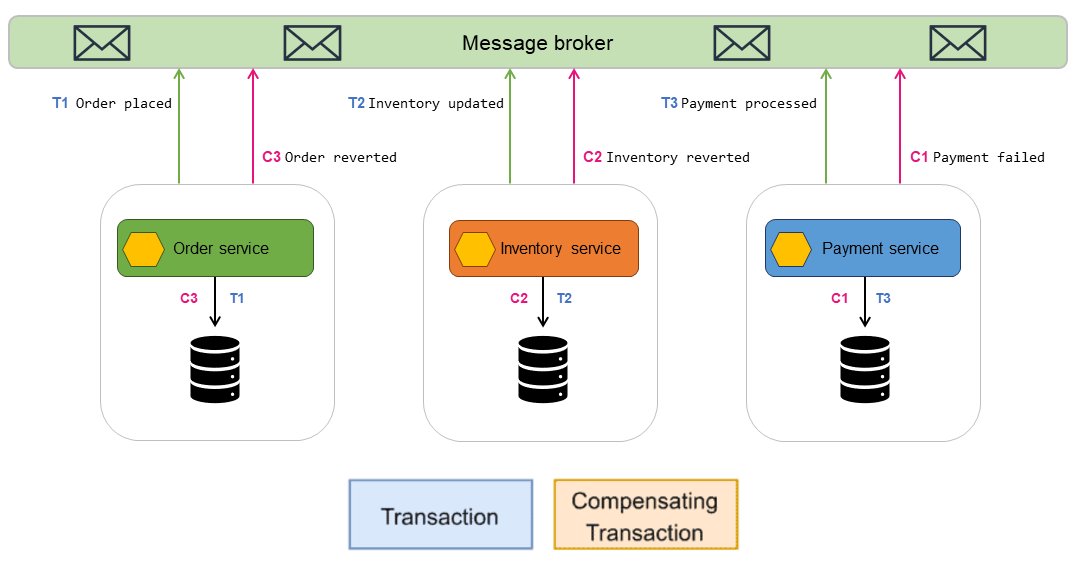 Message broker
T1 Order placed
T2 Inventory updated
T3 Payment processed
C3 Order reverted
C2 Inventory reverted
C1 Payment failed
Order service
Inventory service
Payment service
C3 T1
C2 T2
C1 T3
Transaction
Compensating
Transaction